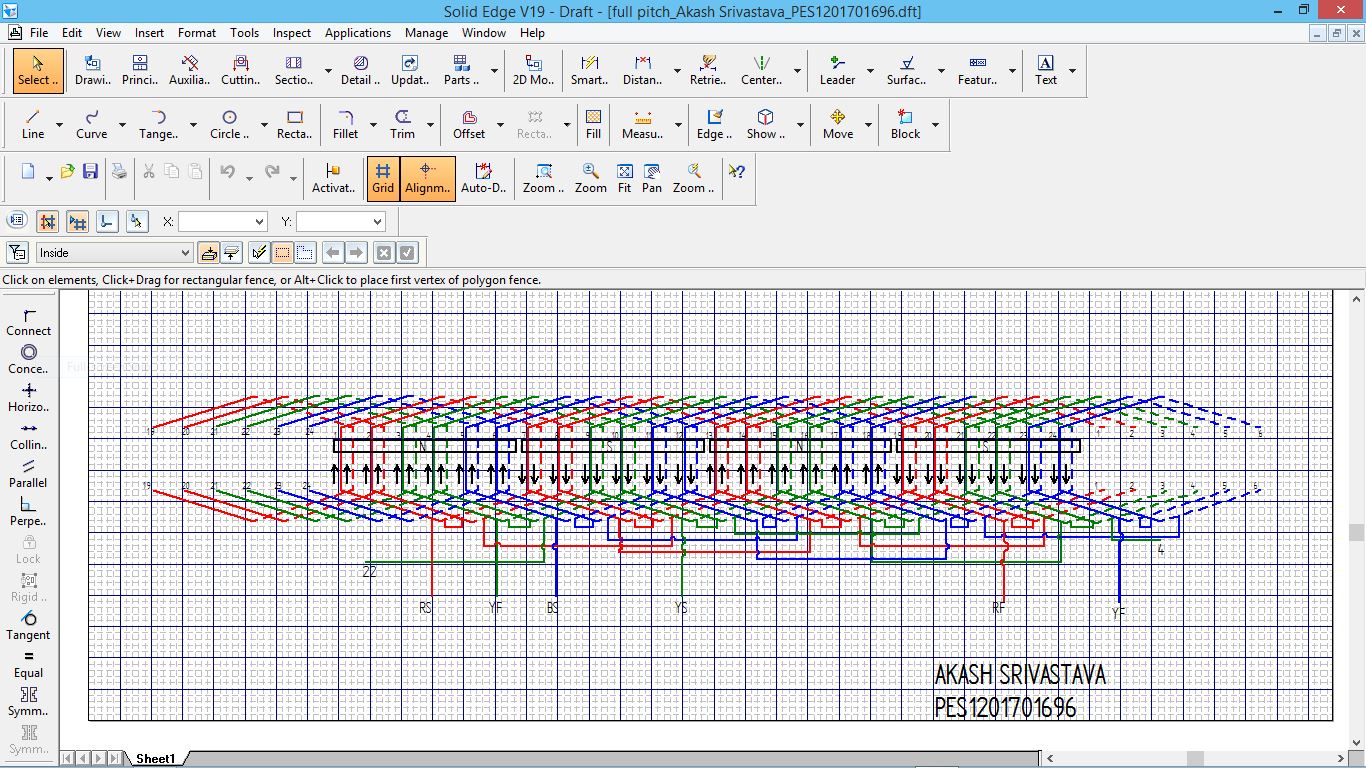 Solid Edge V19 - Draft - [full pitch_Akash Srivastava_PES1201701696.dft]
File Edit View Insert Format Tools Inspect Applications Manage Window Help
Select .. Drawi.. Princi.. Auxilia.. Cuttin.. Sectio.. Detail .. Updat.. Parts .. 2D Mo.. Smart.. Distan.. Retrie.. Center.. Leader Surfac.. Featur.. Text
Line Curve Tange.. Circle .. Recta.. Fillet Trim Offset Recta.. Fill Measu.. Edge .. Show .. Move Block
Activat.. Grid Alignm.. Auto-D.. Zoom .. Zoom Fit Pan Zoom ..
X: Y:
Inside
Click on elements, Click+Drag for rectangular fence, or Alt+Click to place first vertex of polygon fence.
Connect
Conce..
Horizo..
Collin..
Parallel
Perpe..
Lock
Rigid ..
Tangent
Equal
Symm..
Symm..
19 20 21 22 23 24 1 2 3 4 5 6
N S N S
19 20 21 22 23 24 1 2 3 4 5 6
22 4
RS YF BS YS RF YF
AKASH SRIVASTAVA
PES1201701696
Sheet1